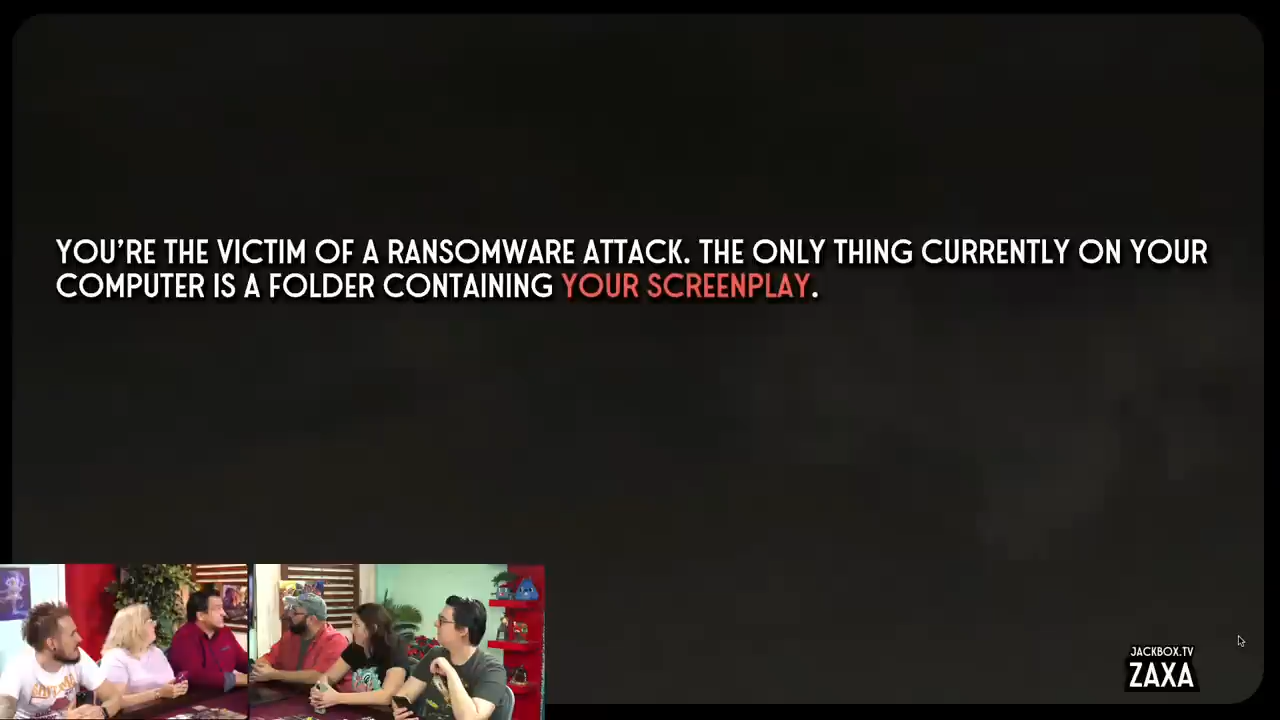 YOU'RE THE VICTIM OF A RANSOMWARE ATTACK. THE ONLY THING CURRENTLY ON YOUR
COMPUTER IS A FOLDER CONTAINING YOUR SCREENPLAY.
JACKBOX.TV
ZAXA